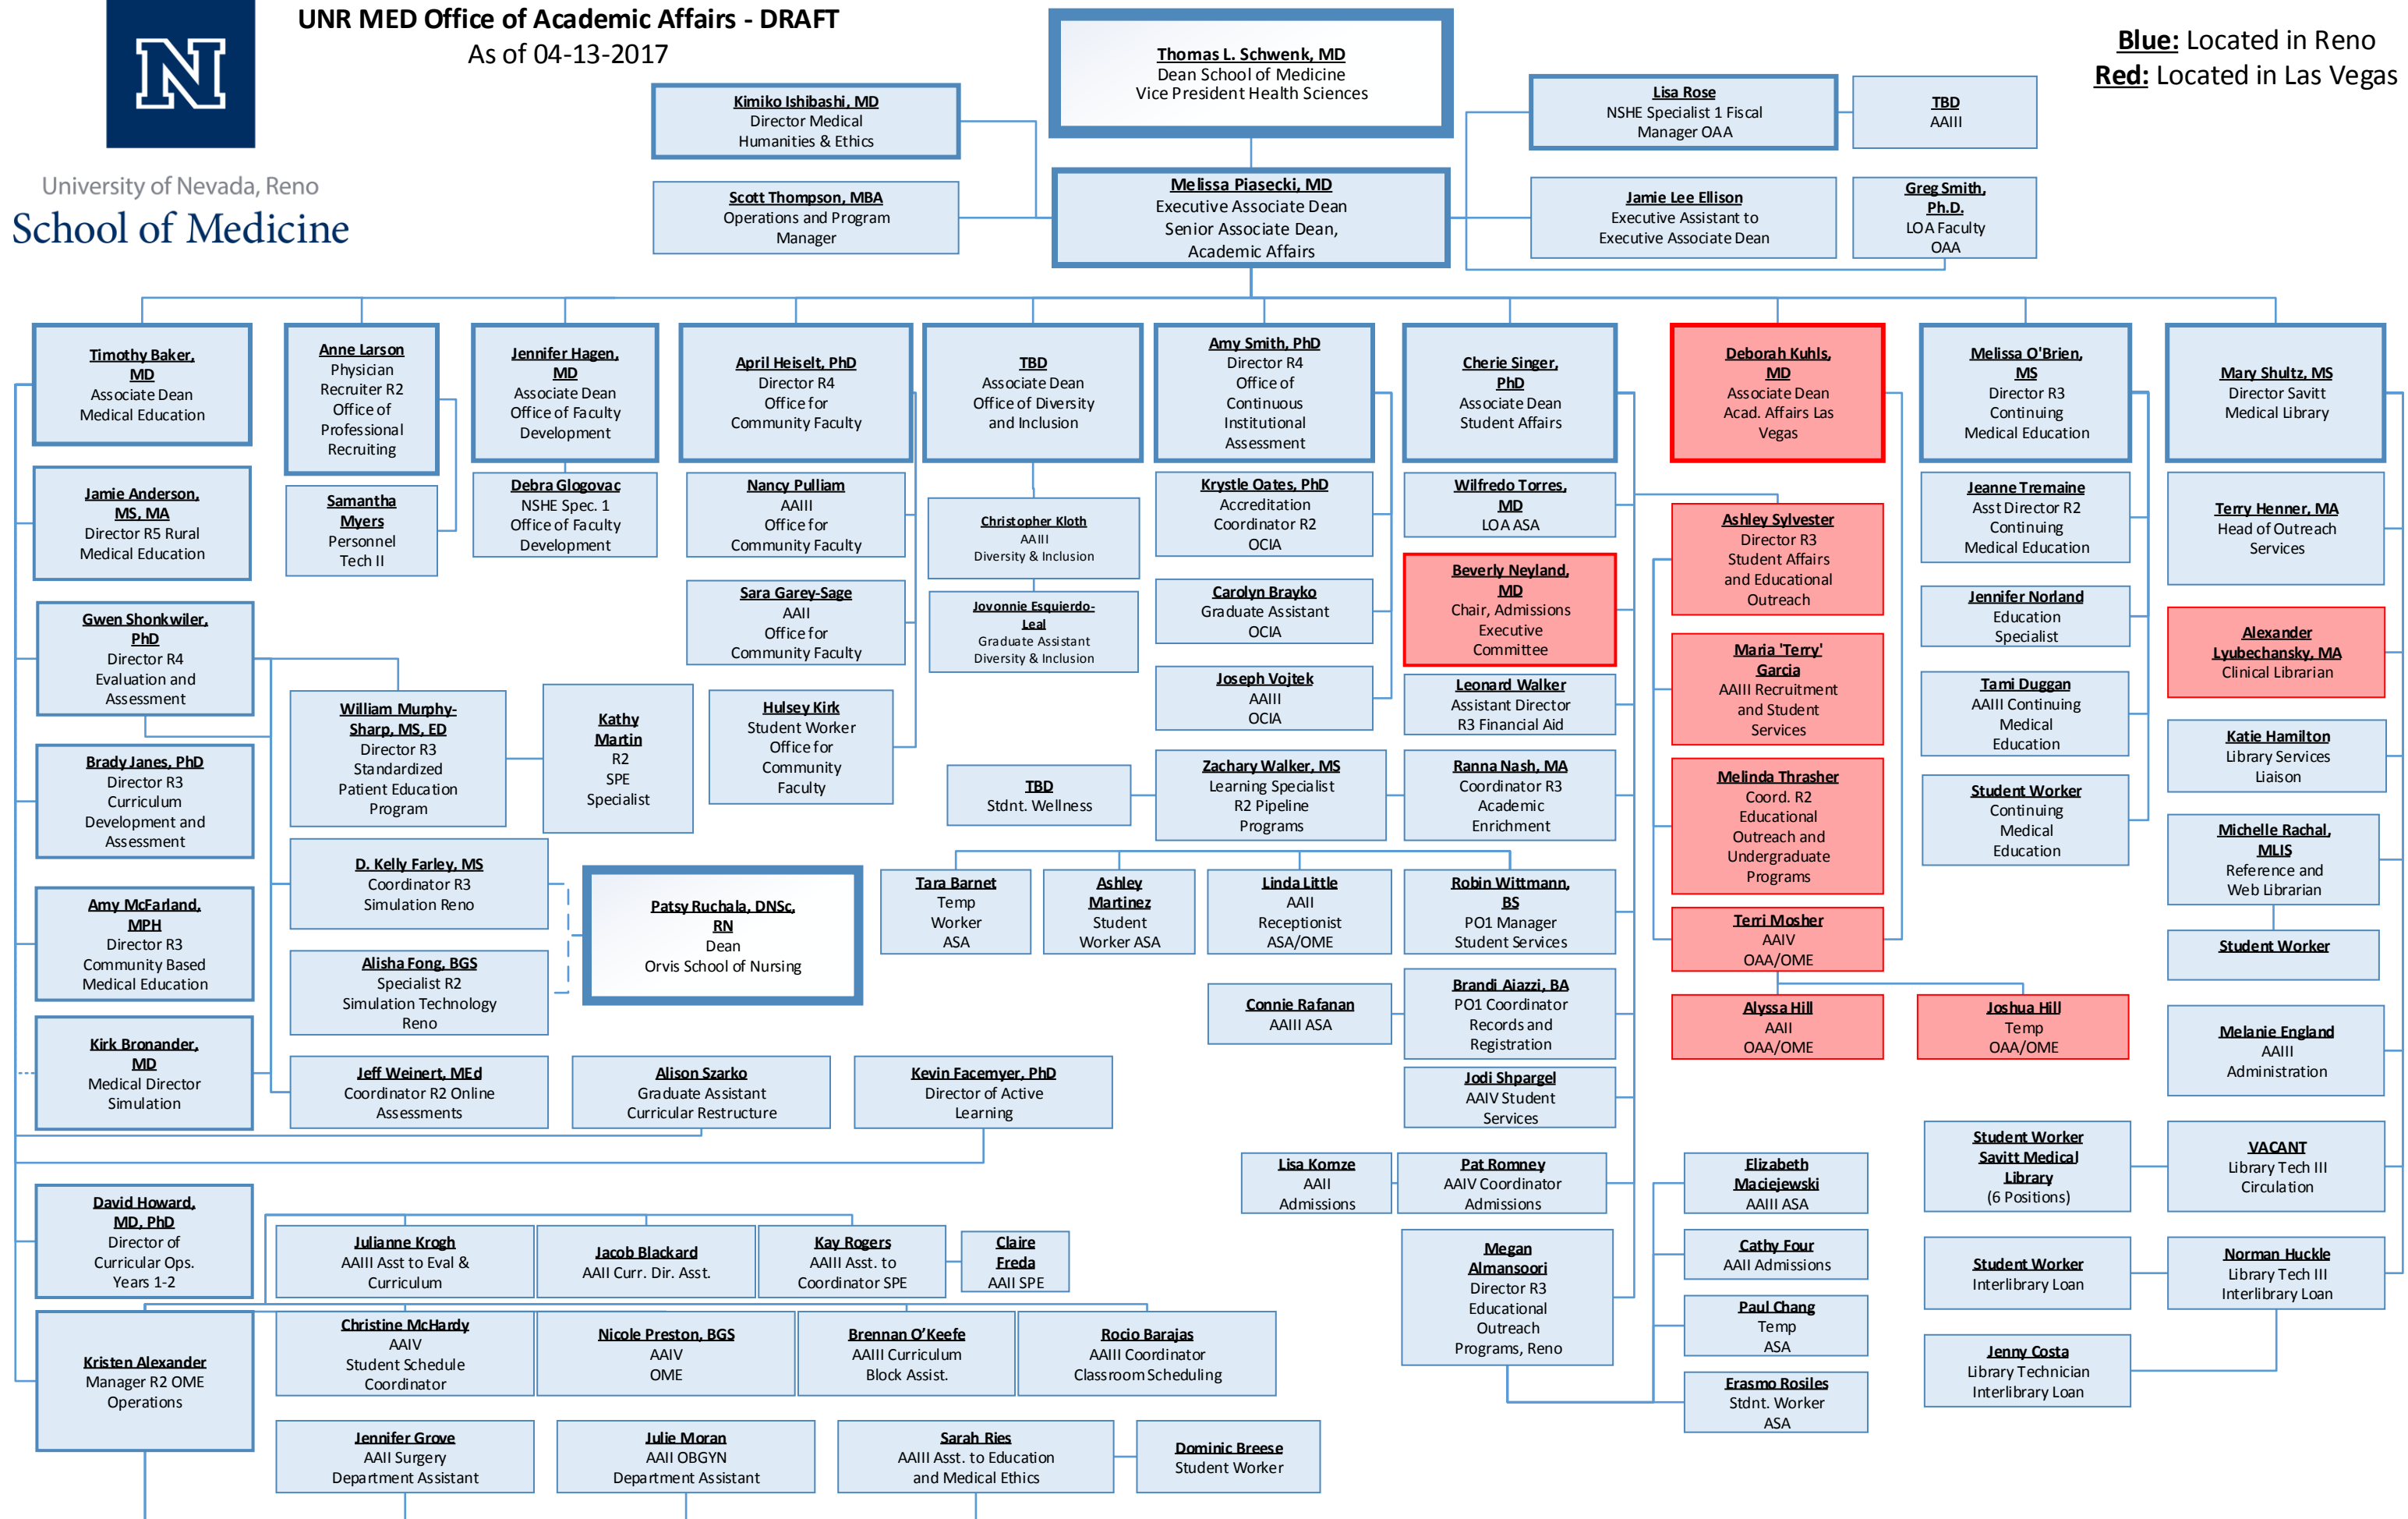 UNR MED Office of Academic Affairs - DRAFT
As of 04-13-2017
N
University of Nevada, Reno
School of Medicine
Blue: Located in Reno
Red: Located in Las Vegas
Thomas L. Schwenk, MD
Dean School of Medicine
Vice President Health Sciences
Kimiko Ishibashi, MD
Director Medical
Humanities & Ethics
Scott Thompson, MBA
Operations and Program
Manager
Melissa Piasecki, MD
Executive Associate Dean
Senior Associate Dean,
Academic Affairs
Lisa Rose
NSHE Specialist 1 Fiscal
Manager OAA
TBD
AAIII
Jamie Lee Ellison
Executive Assistant to
Executive Associate Dean
Greg Smith,
Ph.D.
LOA Faculty
OAA
Timothy Baker,
MD
Associate Dean
Medical Education
Anne Larson
Physician
Recruiter R2
Office of
Professional
Recruiting
Jennifer Hagen,
MD
Associate Dean
Office of Faculty
Development
April Heiselt, PhD
Director R4
Office for
Community Faculty
TBD
Associate Dean
Office of Diversity
and Inclusion
Amy Smith, PhD
Director R4
Office of
Continuous
Institutional
Assessment
Cherie Singer,
PhD
Associate Dean
Student Affairs
Deborah Kuhls,
MD
Associate Dean
Acad. Affairs Las
Vegas
Melissa O'Brien,
MS
Director R3
Continuing
Medical Education
Mary Shultz, MS
Director Savitt
Medical Library
Jamie Anderson,
MS, MA
Director R5 Rural
Medical Education
Samantha
Myers
Personnel
Tech II
Debra Glogovac
NSHE Spec. 1
Office of Faculty
Development
Nancy Pulliam
AAIII
Office for
Community Faculty
Christopher Kloth
AAIII
Diversity & Inclusion
Krystle Oates, PhD
Accreditation
Coordinator R2
OCIA
Wilfredo Torres,
MD
LOA ASA
Ashley Sylvester
Director R3
Student Affairs
and Educational
Outreach
Jeanne Tremaine
Asst Director R2
Continuing
Medical Education
Terry Henner, MA
Head of Outreach
Services
Gwen Shonkwiler,
PhD
Director R4
Evaluation and
Assessment
Sara Garey-Sage
AAII
Office for
Community Faculty
Jovonnie Esquierdo-
Leal
Graduate Assistant
Diversity & Inclusion
Carolyn Brayko
Graduate Assistant
OCIA
Beverly Neyland,
MD
Chair, Admissions
Executive
Committee
Maria 'Terry'
Garcia
AAIII Recruitment
and Student
Services
Jennifer Norland
Education
Specialist
Alexander
Lyubechansky, MA
Clinical Librarian
William Murphy-
Sharp, MS, ED
Director R3
Standardized
Patient Education
Program
Kathy
Martin
R2
SPE
Specialist
Hulsey Kirk
Student Worker
Office for
Community
Faculty
Joseph Vojtek
AAIII
OCIA
Leonard Walker
Assistant Director
R3 Financial Aid
Tami Duggan
AAIII Continuing
Medical
Education
Katie Hamilton
Library Services
Liaison
Brady Janes, PhD
Director R3
Curriculum
Development and
Assessment
TBD
Stdnt. Wellness
Zachary Walker, MS
Learning Specialist
R2 Pipeline
Programs
Ranna Nash, MA
Coordinator R3
Academic
Enrichment
Melinda Thrasher
Coord. R2
Educational
Outreach and
Undergraduate
Programs
Student Worker
Continuing
Medical
Education
Michelle Rachal,
MLIS
Reference and
Web Librarian
D. Kelly Farley, MS
Coordinator R3
Simulation Reno
Patsy Ruchala, DNSc,
RN
Dean
Orvis School of Nursing
Tara Barnet
Temp
Worker
ASA
Ashley
Martinez
Student
Worker ASA
Linda Little
AAII
Receptionist
ASA/OME
Robin Wittmann,
BS
PO1 Manager
Student Services
Terri Mosher
AAIV
OAA/OME
Student Worker
Amy McFarland,
MPH
Director R3
Community Based
Medical Education
Alisha Fong, BGS
Specialist R2
Simulation Technology
Reno
Connie Rafanan
AAIII ASA
Brandi Aiazzi, BA
PO1 Coordinator
Records and
Registration
Alyssa Hill
AAII
OAA/OME
Joshua Hill
Temp
OAA/OME
Melanie England
AAIII
Administration
Kirk Bronander,
MD
Medical Director
Simulation
Jeff Weinert, MEd
Coordinator R2 Online
Assessments
Alison Szarko
Graduate Assistant
Curricular Restructure
Kevin Facemyer, PhD
Director of Active
Learning
Jodi Shpargel
AAIV Student
Services
Student Worker
Savitt Medical
Library
(6 Positions)
VACANT
Library Tech III
Circulation
Lisa Komze
AAII
Admissions
Pat Romney
AAIV Coordinator
Admissions
Elizabeth
Maciejewski
AAIII ASA
David Howard,
MD, PhD
Director of
Curricular Ops.
Years 1-2
Julianne Krogh
AAIII Asst to Eval &
Curriculum
Jacob Blackard
AAII Curr. Dir. Asst.
Kay Rogers
AAIII Asst. to
Coordinator SPE
Claire
Freda
AAII SPE
Megan
Almansoori
Director R3
Educational
Outreach
Programs, Reno
Cathy Four
AAII Admissions
Student Worker
Interlibrary Loan
Norman Huckle
Library Tech III
Interlibrary Loan
Kristen Alexander
Manager R2 OME
Operations
Christine McHardy
AAIV
Student Schedule
Coordinator
Nicole Preston, BGS
AAIV
OME
Brennan O'Keefe
AAIII Curriculum
Block Assist.
Rocio Barajas
AAIII Coordinator
Classroom Scheduling
Paul Chang
Temp
ASA
Jenny Costa
Library Technician
Interlibrary Loan
Erasmo Rosiles
Stdnt. Worker
ASA
Jennifer Grove
AAII Surgery
Department Assistant
Julie Moran
AAII OBGYN
Department Assistant
Sarah Ries
AAIII Asst. to Education
and Medical Ethics
Dominic Breese
Student Worker